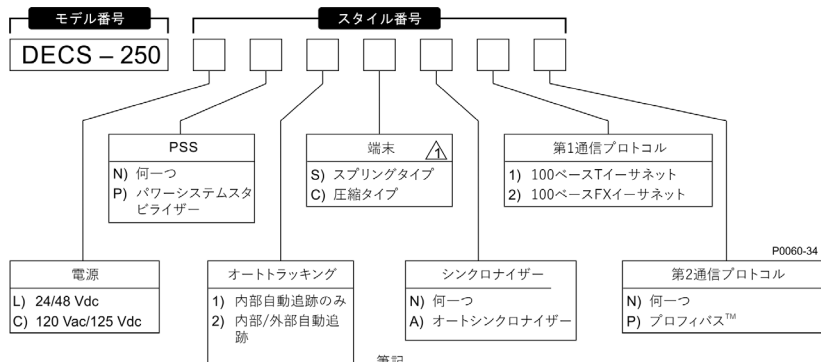 モデル番号
スタイル番号
DECS – 250
PSS
N) 何一つ
P) パワーシステムスタ
ビライザー
端末
1
S) スプリングタイプ
C) 圧縮タイプ
第1通信プロトコル
1) 100ベースTイーサネット
2) 100ベースFXイーサネット
P0060-34
電源
L) 24/48 Vdc
C) 120 Vac/125 Vdc
オートトラッキング
1) 内部自動追跡のみ
2) 内部/外部自動追
跡
シンクロナイザー
N) 何一つ
A) オートシンクロナイザー
第2通信プロトコル
N) 何一つ
P) プロフィバス™
筆記